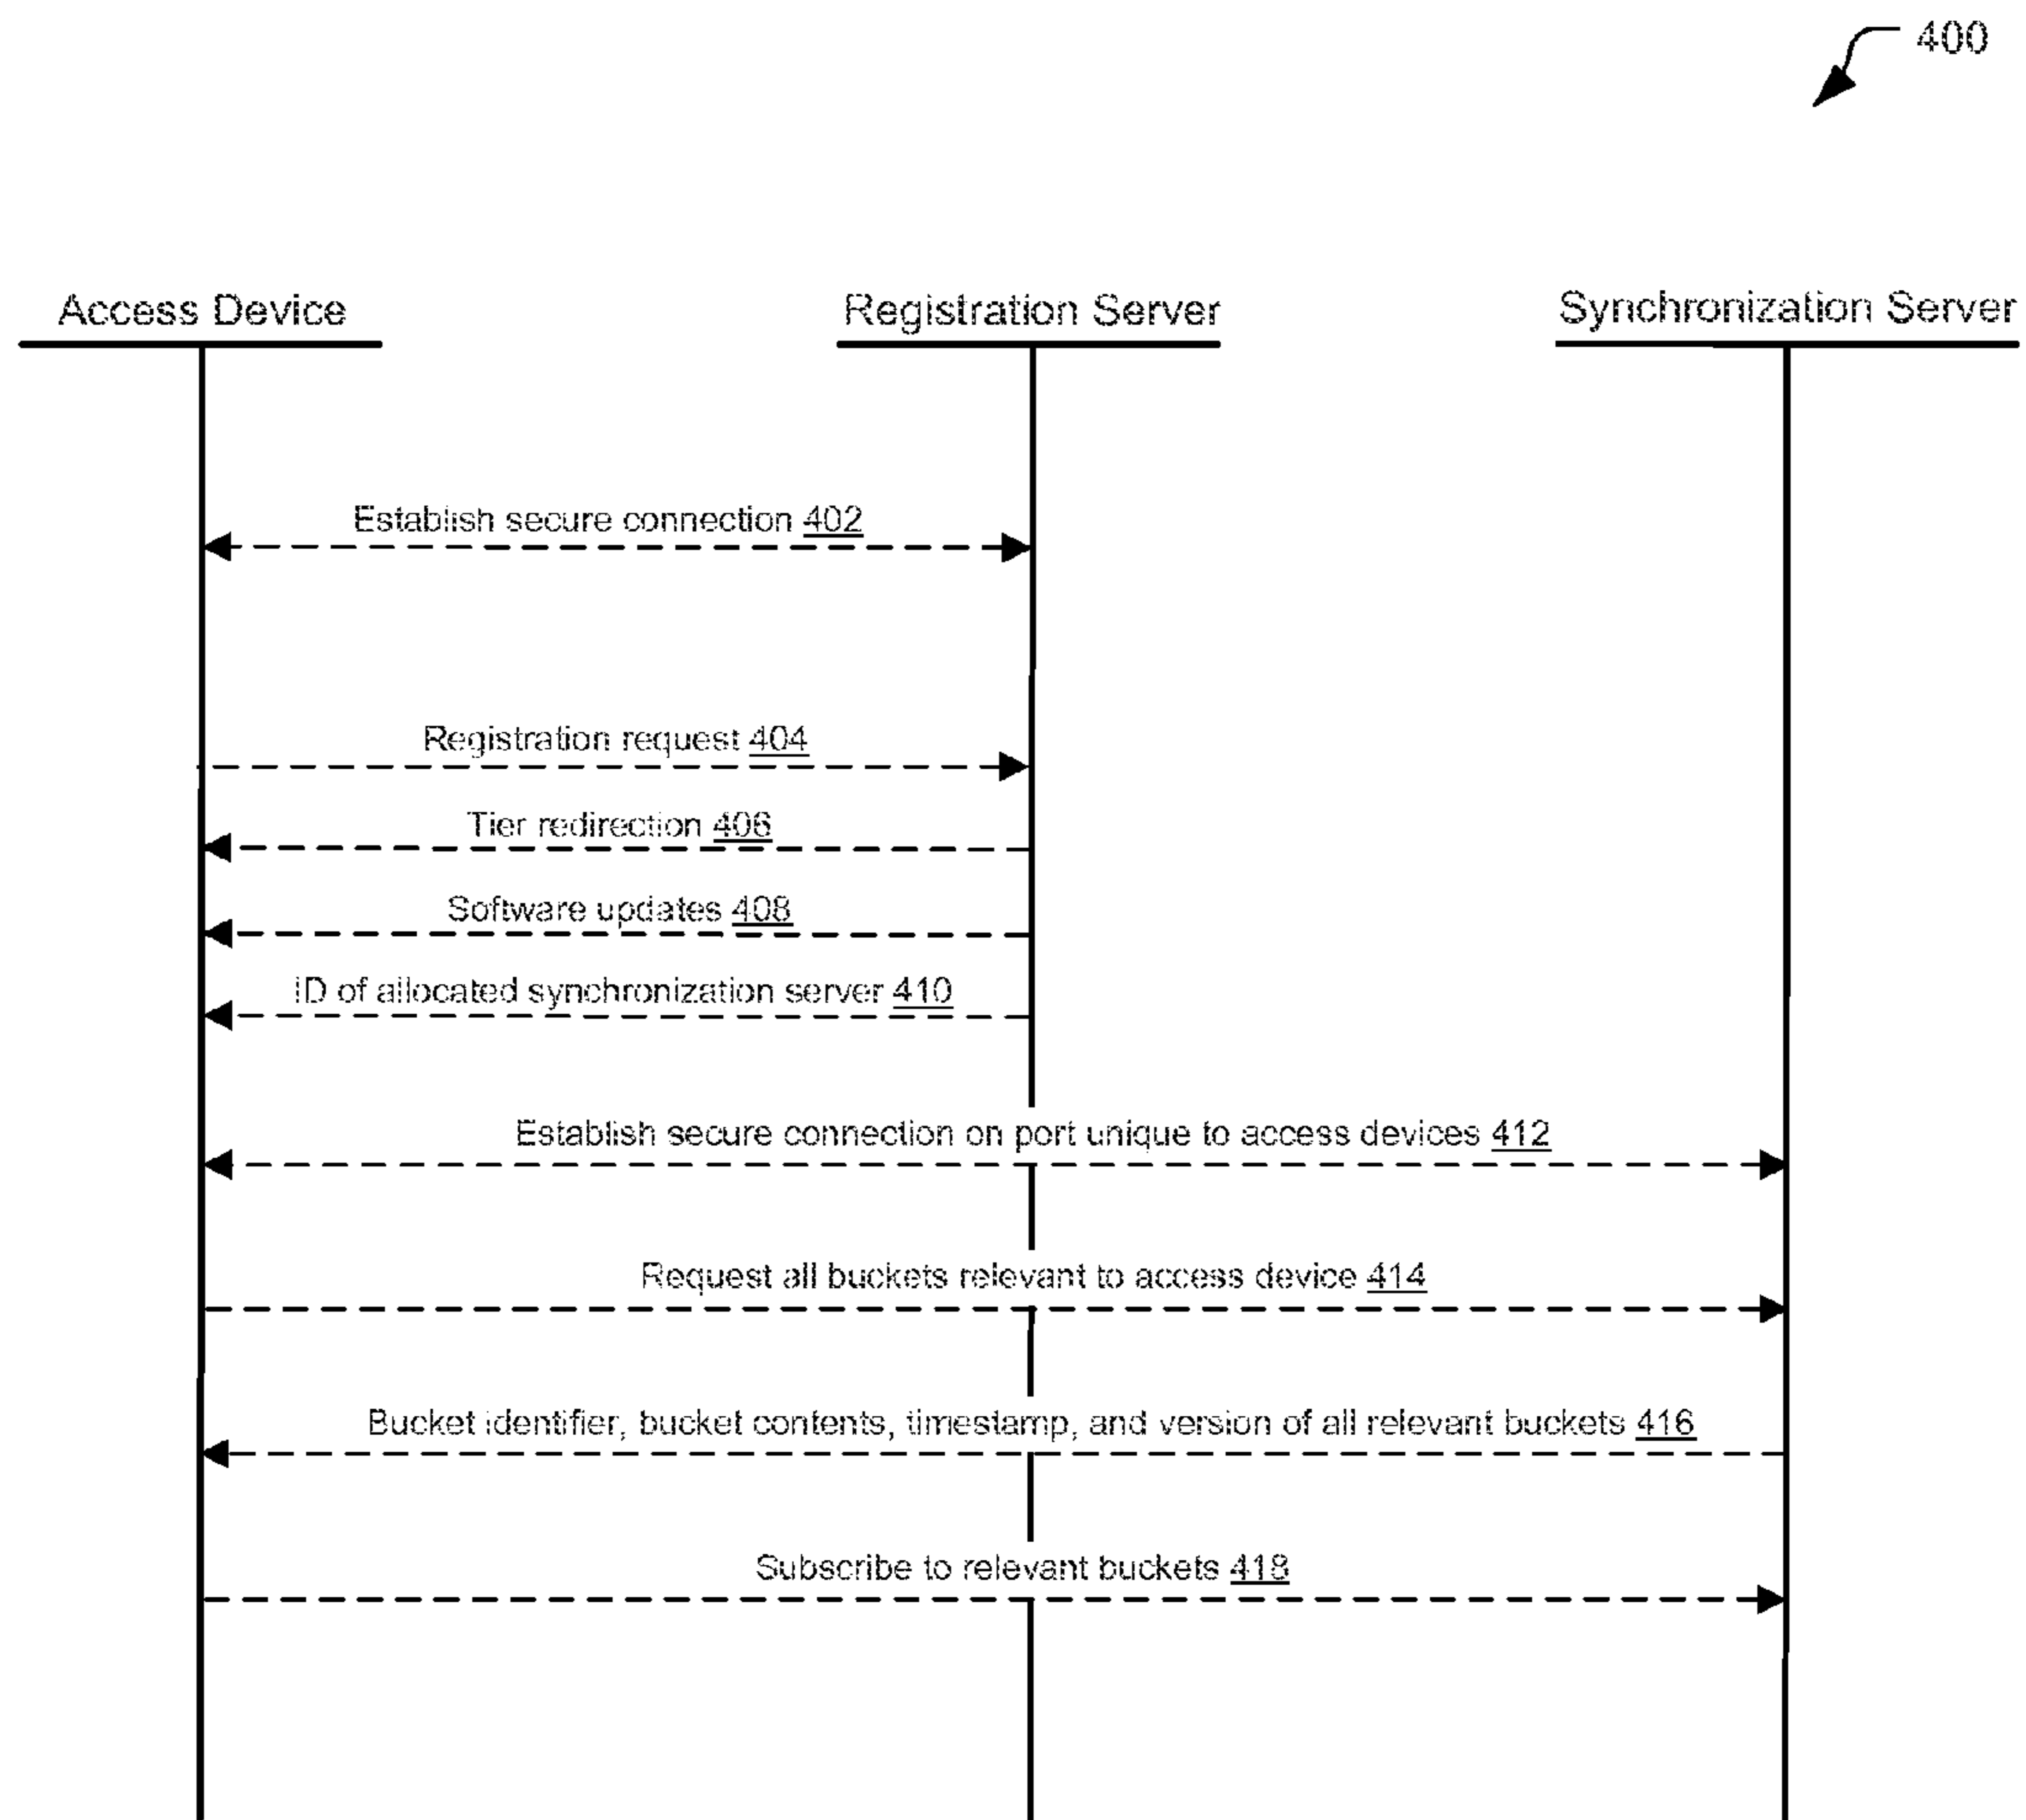 400
Access Device
Registration Server
Synchronization Server
Establish secure connection 402
Registration request 404
Tier redirection 406
Software updates 408
ID of allocated synchronization server 410
Establish secure connection on port unique to access devices 412
Request all buckets relevant to access device 414
Bucket identifier, bucket contents, timestamp, and version of all relevant buckets 416
Subscribe to relevant buckets 418